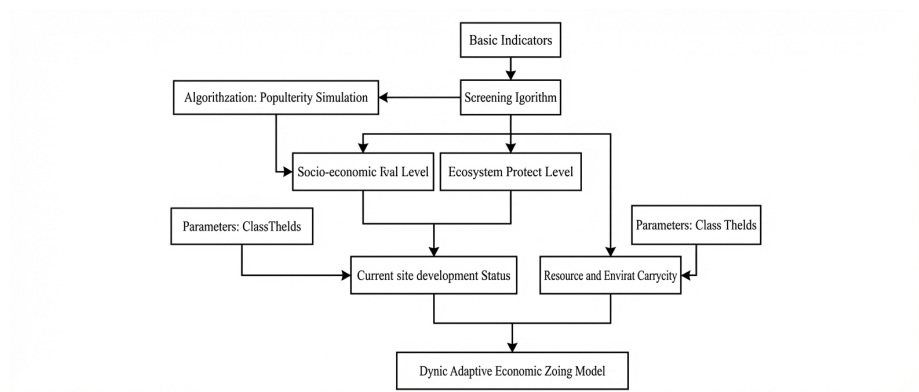 Basic Indicators
Algorithzation: Populterity Simulation
Screening Igorithm
Socio-economic Ival Level
Ecosystem Protect Level
Parameters: ClassThelds
Parameters: Class Thelds
Current site development Status
Resource and Envirat Carrycity
Dynic Adaptive Economic Zoing Model